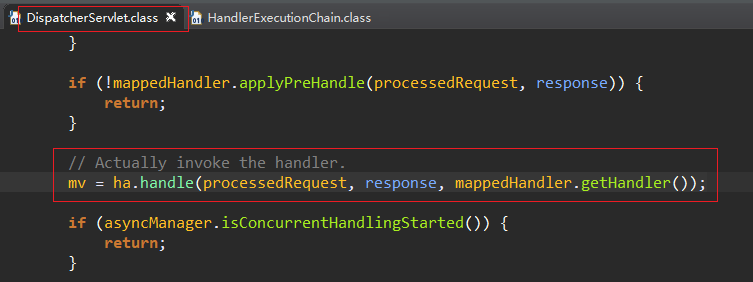 DispatcherServlet.class HandlerExecutionChain.class
}
if (!mappedHandler.applyPreHandle(processedRequest, response)) {
return;
}
// Actually invoke the handler.
mv = ha.handle(processedRequest, response, mappedHandler.getHandler());
if (asyncManager.isConcurrentHandlingStarted()) {
return;
}